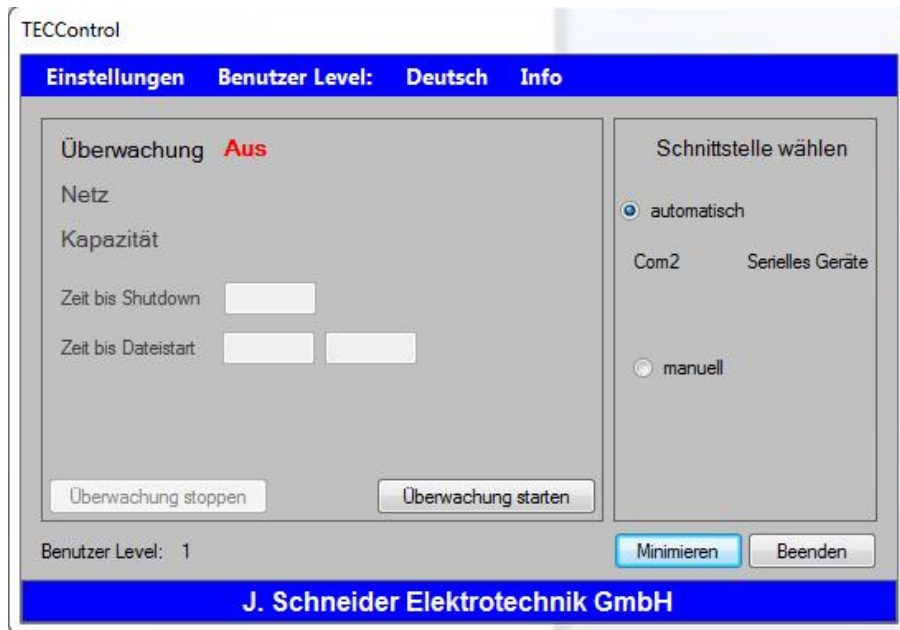 TECControl
Einstellungen Benutzer Level: Deutsch Info
Überwachung Aus
Netz
Kapazität
Zeit bis Shutdown
Zeit bis Dateistart
Überwachung stoppen Überwachung starten
Schnittstelle wählen
automatisch
Com2 Serielles Geräte
manuell
Benutzer Level: 1
Minimieren Beenden
J. Schneider Elektrotechnik GmbH